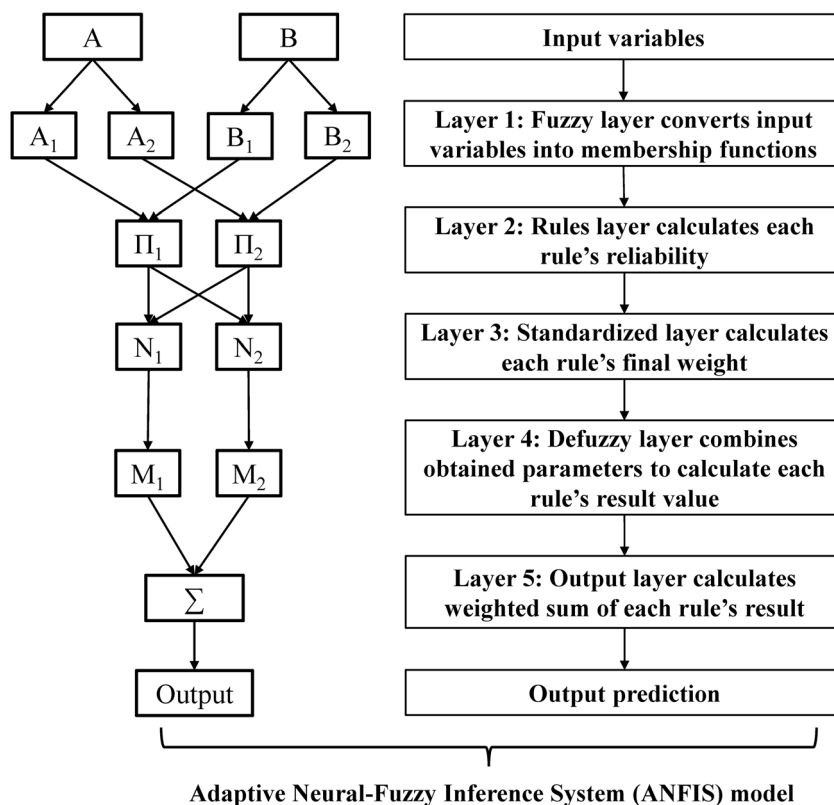 A
B
Input variables
A₁
A₂
B₁
B₂
Layer 1: Fuzzy layer converts input
variables into membership functions
Π₁
Π₂
Layer 2: Rules layer calculates each
rule's reliability
N₁
N₂
Layer 3: Standardized layer calculates
each rule's final weight
M₁
M₂
Layer 4: Defuzzy layer combines
obtained parameters to calculate each
rule's result value
∑
Layer 5: Output layer calculates
weighted sum of each rule's result
Output
Output prediction
Adaptive Neural-Fuzzy Inference System (ANFIS) model